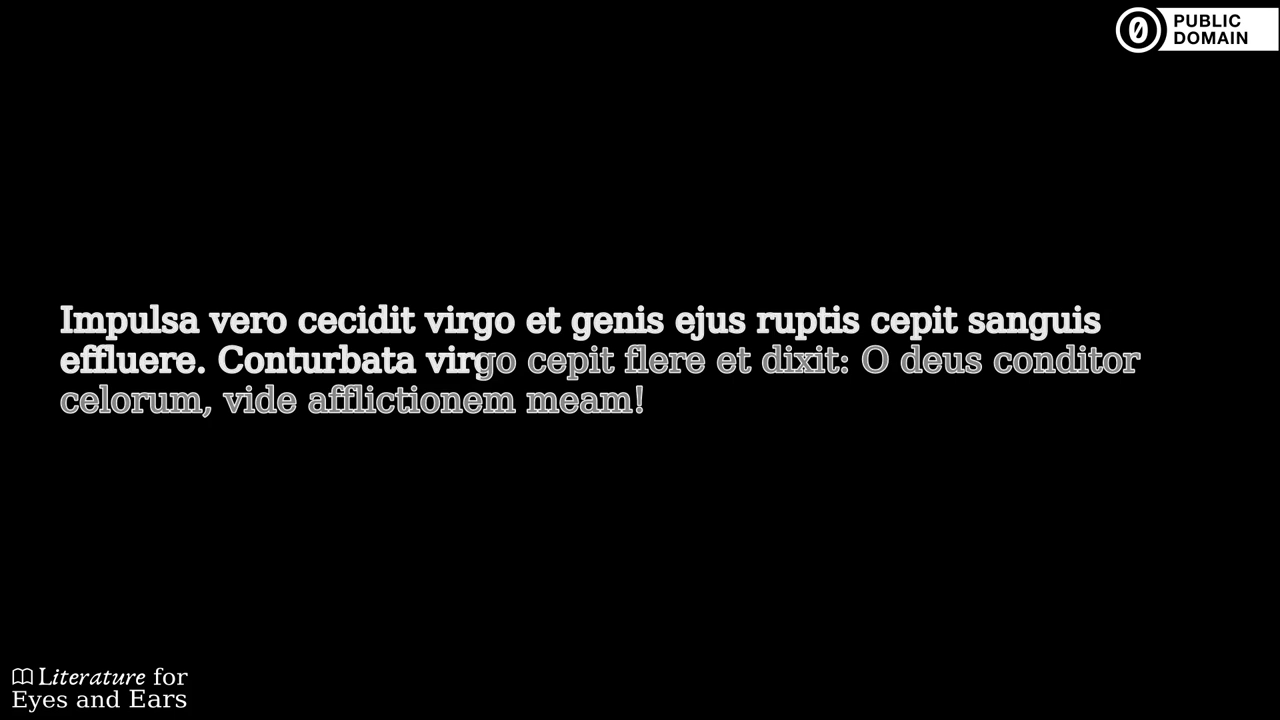 PUBLIC
DOMAIN
Impulsa vero cecidit virgo et genis ejus ruptis cepit sanguis
effluere. Conturbata virgo cepit flere et dixit: O deus conditor
celorum, vide afflictionem meam!
Literature for
Eyes and Ears